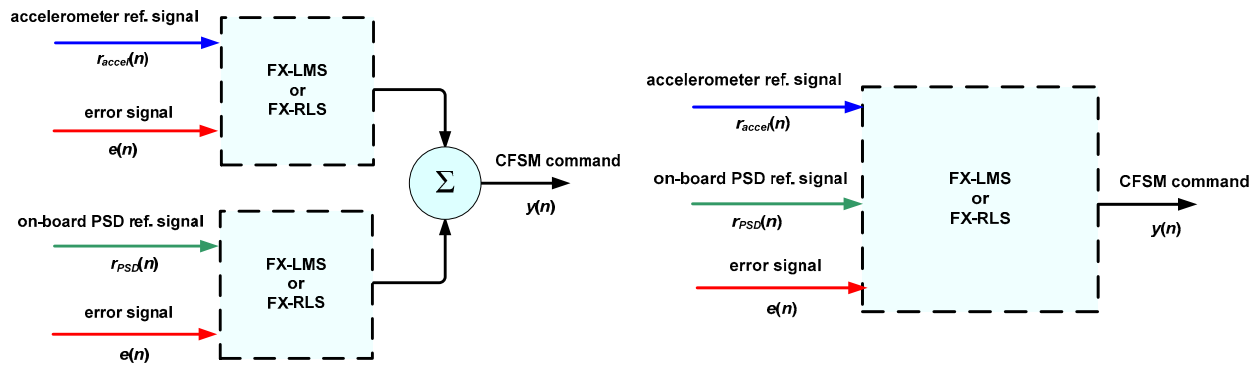 accelerometer ref. signal
r_accel(n)
error signal
e(n)
FX-LMS
or
FX-RLS
on-board PSD ref. signal
r_PSD(n)
error signal
e(n)
FX-LMS
or
FX-RLS
Σ
CFSM command
y(n)
accelerometer ref. signal
r_accel(n)
on-board PSD ref. signal
r_PSD(n)
error signal
e(n)
FX-LMS
or
FX-RLS
CFSM command
y(n)